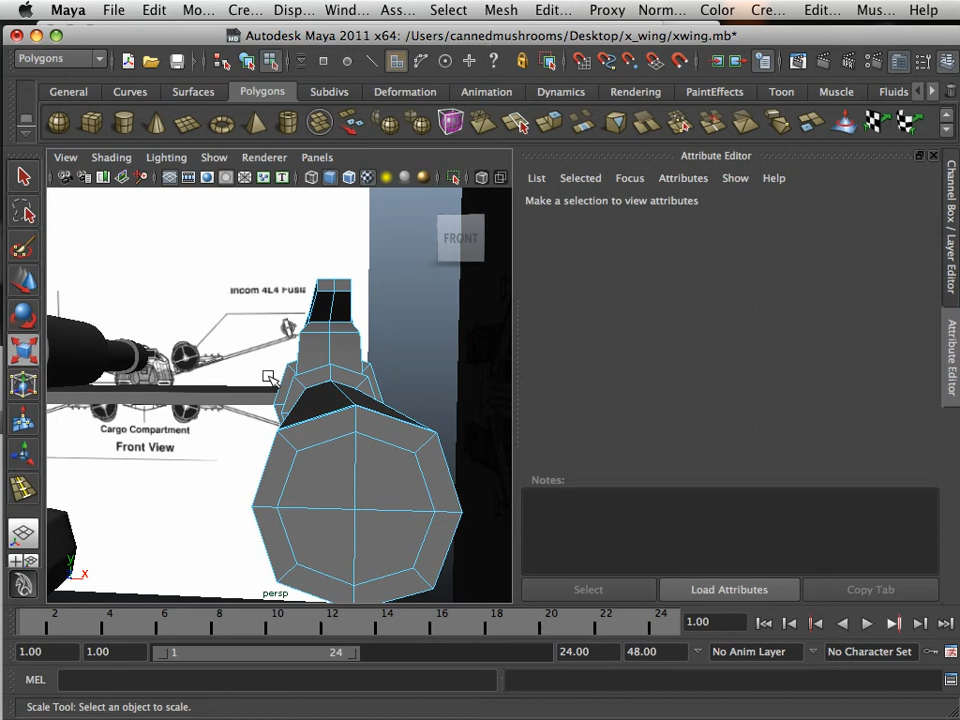 Maya File Edit Mo... Cre... Disp... Win... Ass... Select Mesh Edit... Proxy Norm... Color Cre... Edit... Mus... Help
Autodesk Maya 2011 x64: /Users/cannedmushrooms/Desktop/x_wing/xwing.mb*
Polygons
General Curves Surfaces Polygons Subdivs Deformation Animation Dynamics Rendering PaintEffects Toon Muscle Fluids
View Shading Lighting Show Renderer Panels
Attribute Editor
List Selected Focus Attributes Show Help
Make a selection to view attributes
FRONT
Incom 4L4 Fusia
Cargo Compartment
Front View
y
x
persp
Notes:
Select Load Attributes Copy Tab
Channel Box / Layer Editor
Attribute Editor
2 4 6 8 10 12 14 16 18 20 22 24
1.00
1.00 1.00 1 24 24.00 48.00 No Anim Layer No Character Set
MEL
Scale Tool: Select an object to scale.